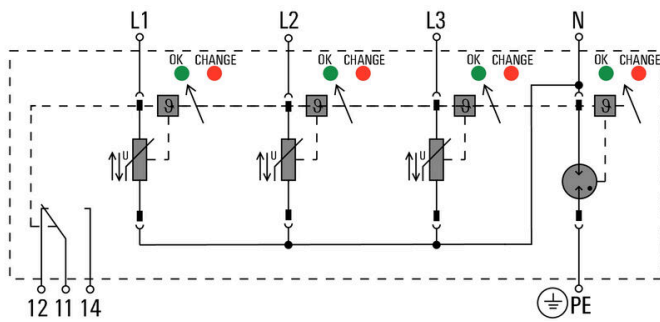 L1 L2 L3 N
OK CHANGE OK CHANGE OK CHANGE OK CHANGE
ϑ ϑ ϑ ϑ
U U U
12 11 14 PE